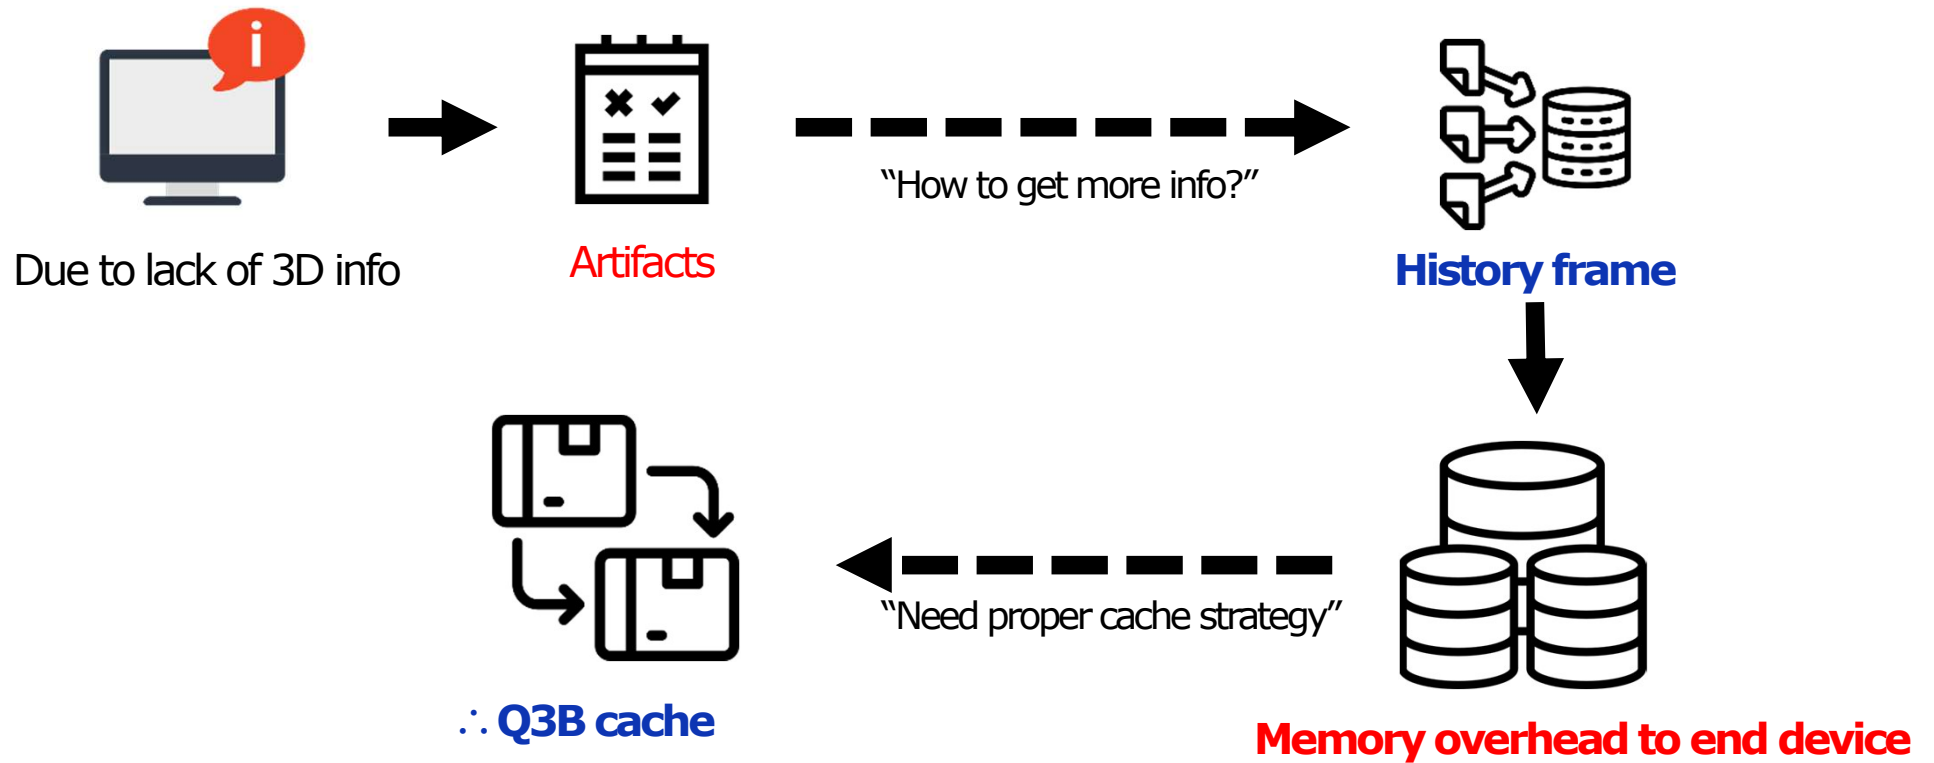 i
Due to lack of 3D info
Artifacts
“How to get more info?”
History frame
“Need proper cache strategy”
∴ Q3B cache
Memory overhead to end device